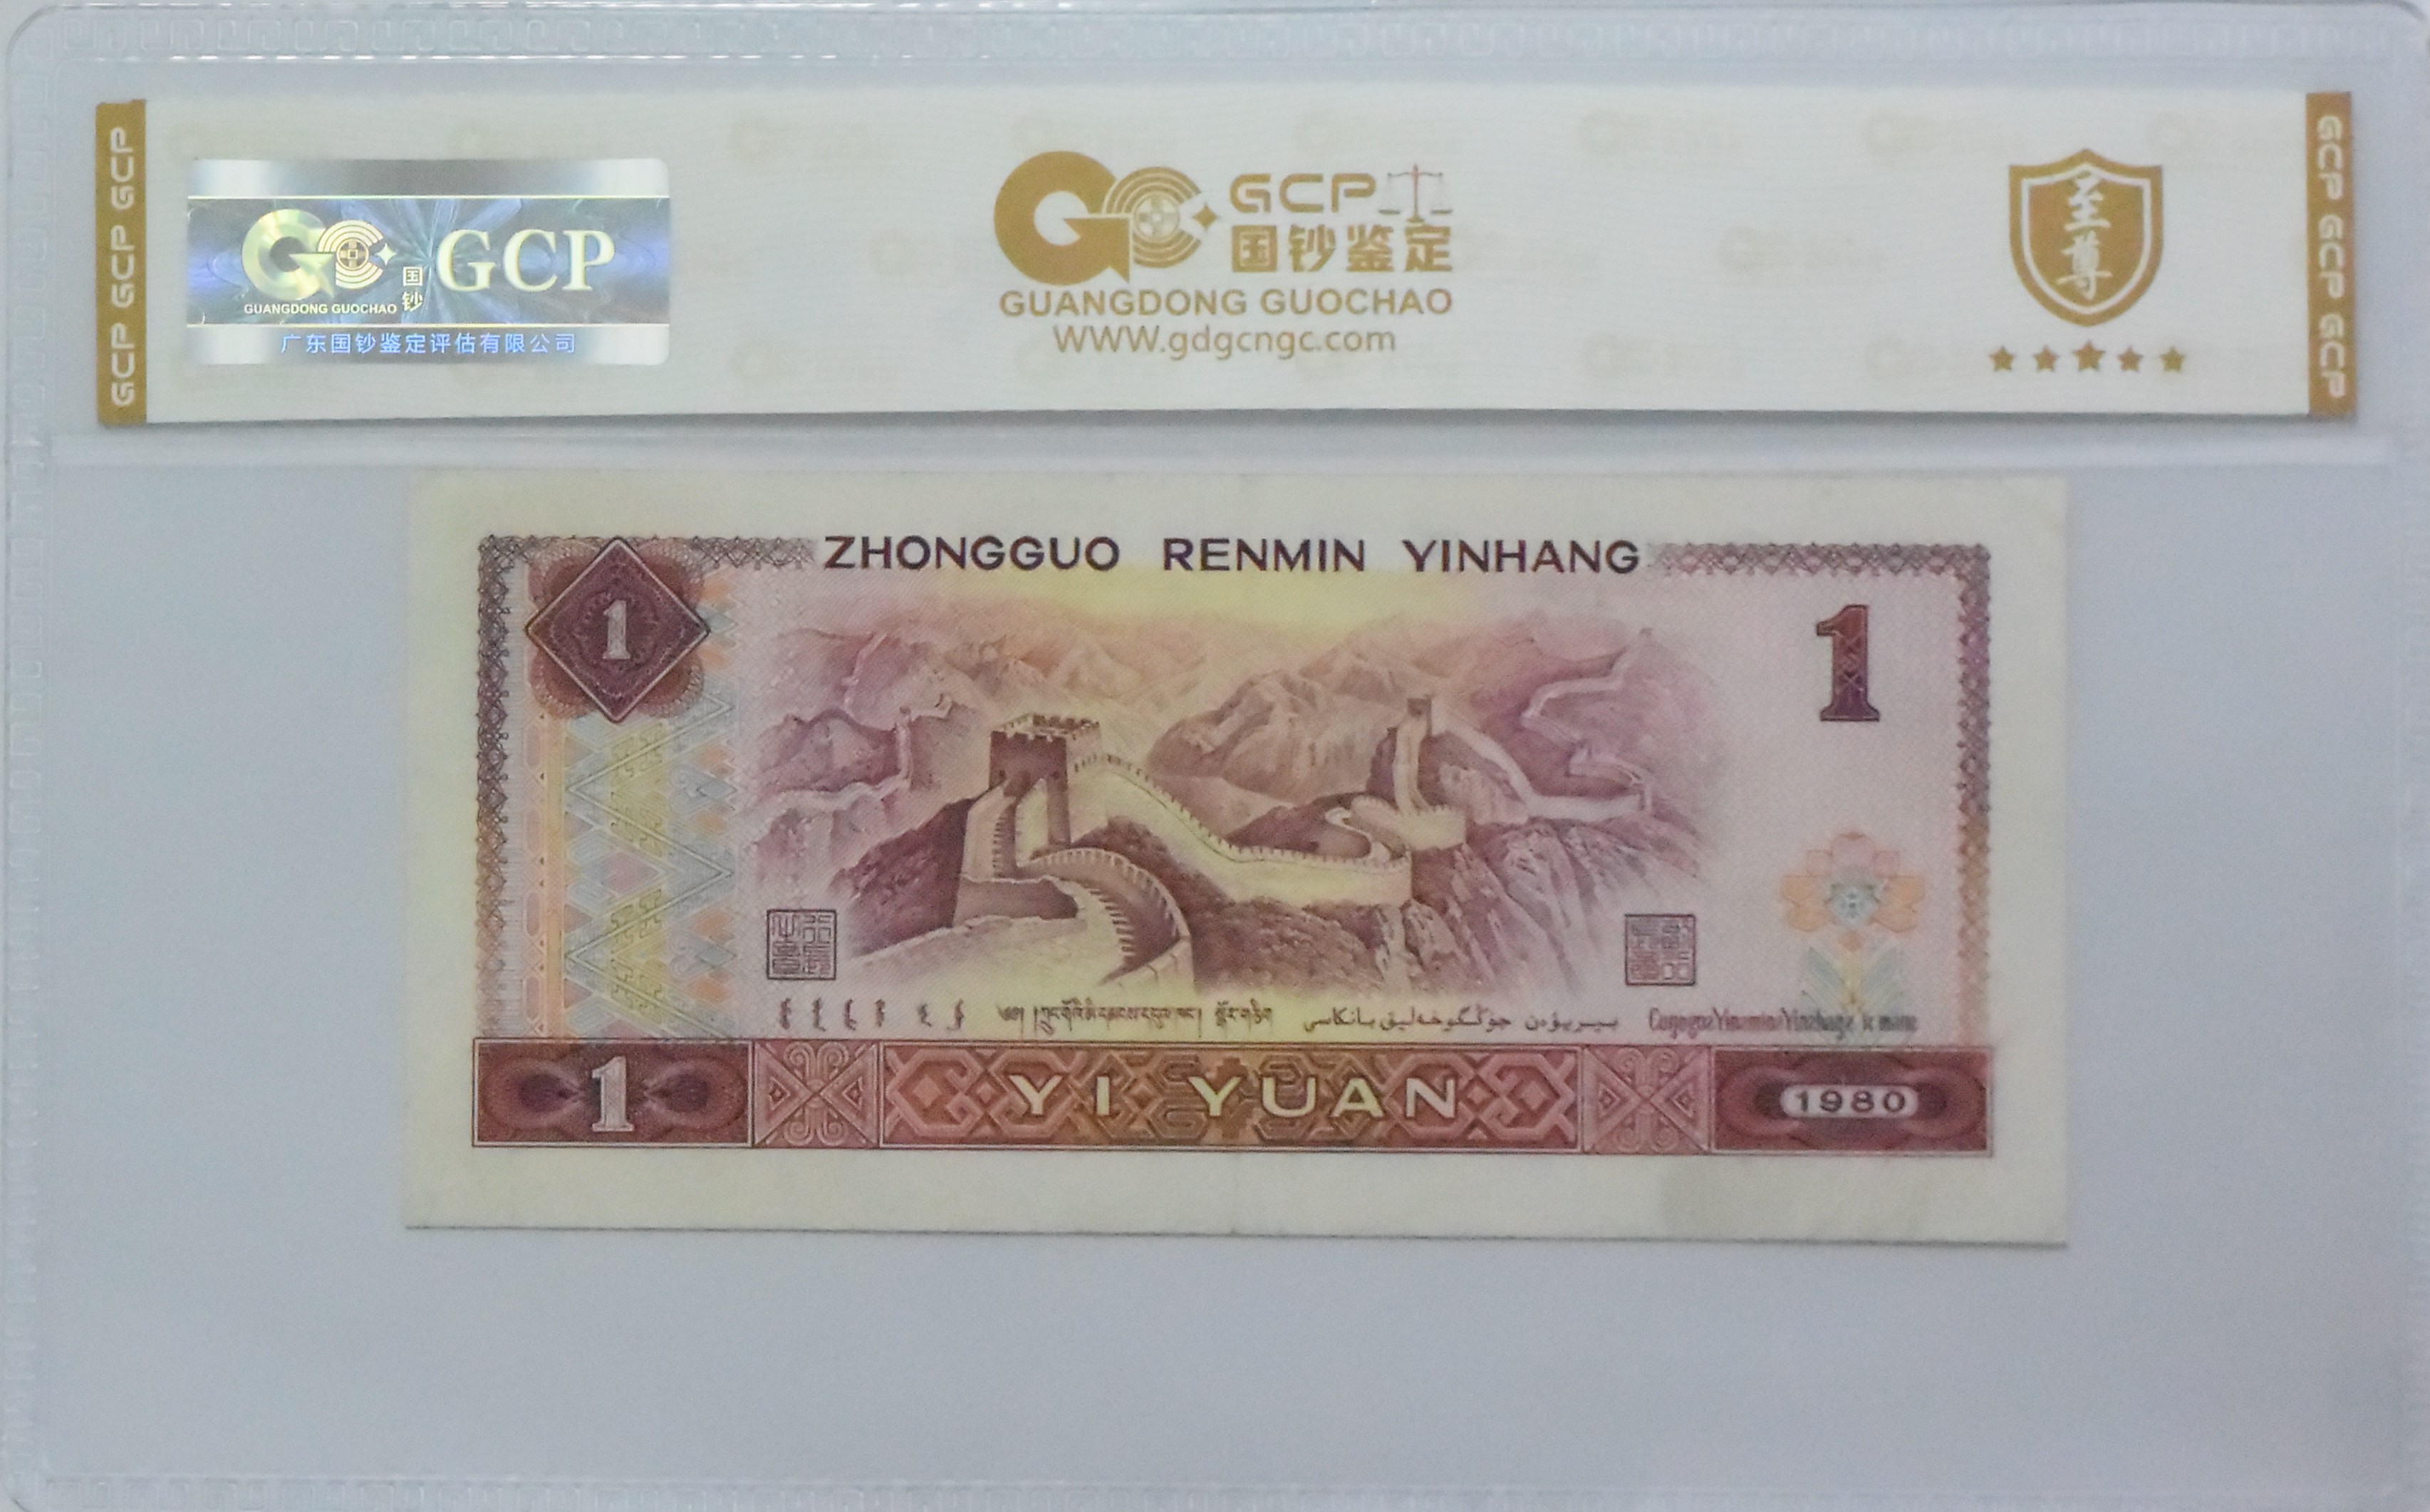 GCP GCP GCP
GCP
国钞
GUANGDONG GUOCHAO
广东国钞鉴定评估有限公司
GCP
国钞鉴定
GUANGDONG GUOCHAO
WWW.gdgcngc.com
至尊
GCP GCP GCP
ZHONGGUO RENMIN YINHANG
1
1
1
YI YUAN
1980